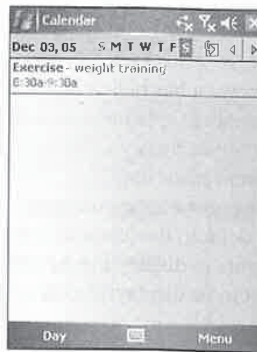 Calendar
Dec 03, 05 S M T W T F S
Exercise - weight training
8:30a-9:30a
Day Menu